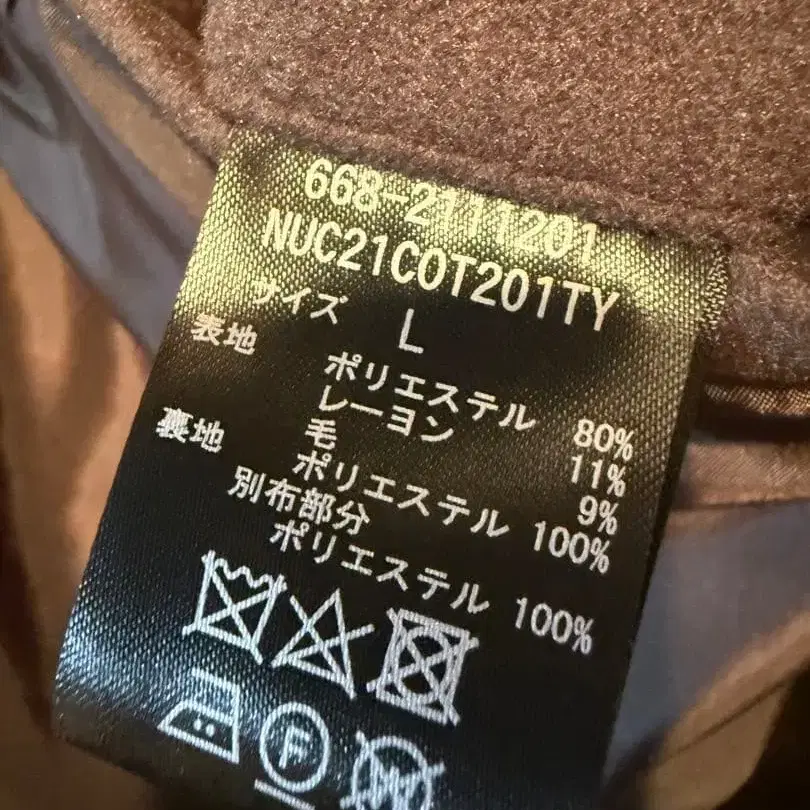 668-2111201
NUC21COT201TY
サイズ L
表地 ポリエステル 80%
レーヨン 11%
毛 9%
裏地 ポリエステル 100%
別布部分
ポリエステル 100%
F
W